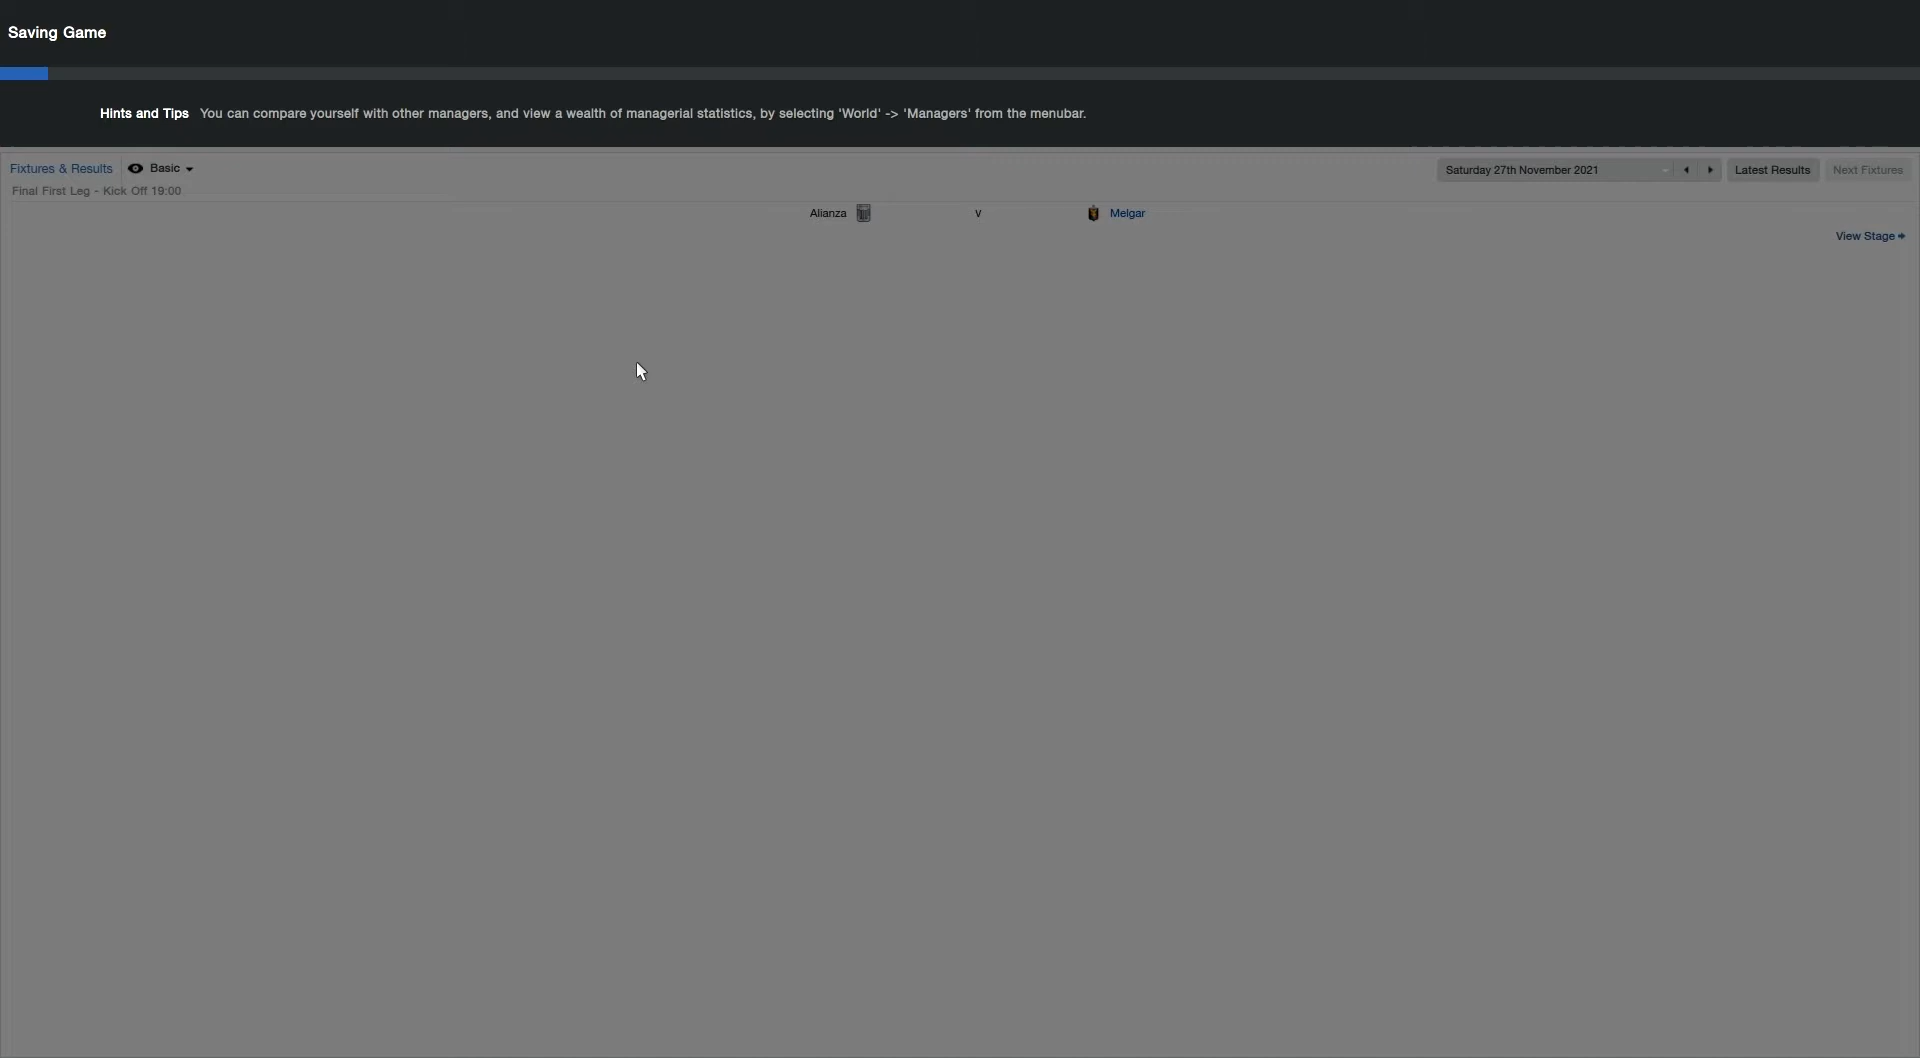 Saving Game
Hints and Tips You can compare yourself with other managers, and view a wealth of managerial statistics, by selecting 'World' -> 'Managers' from the menubar.
Fixtures & Results Basic Saturday 27th November 2021 Latest Results Next Fixtures
Final First Leg - Kick Off 19:00
Alianza v Melgar
View Stage